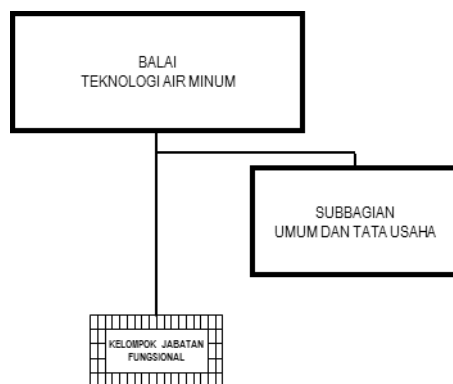 BALAI
TEKNOLOGI AIR MINUM
SUBBAGIAN
UMUM DAN TATA USAHA
KELOMPOK JABATAN
FUNGSIONAL